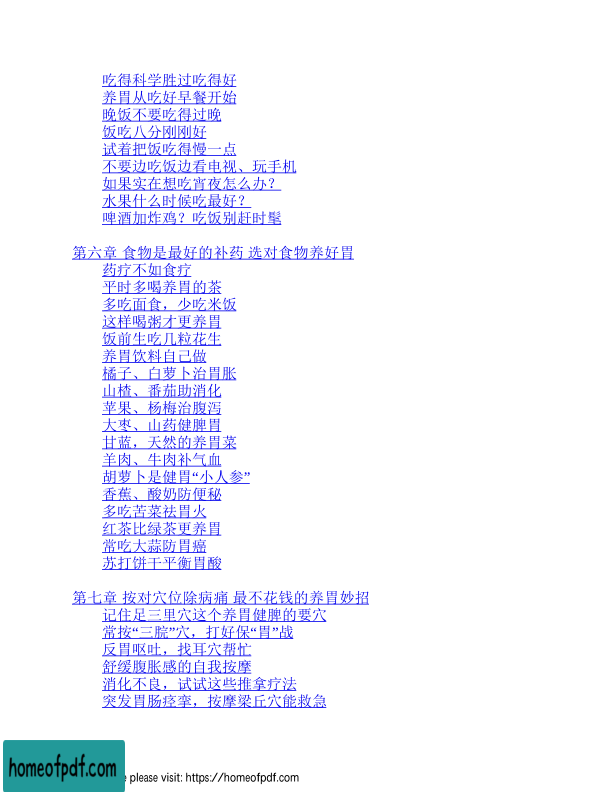 吃得科学胜过吃得好
养胃从吃好早餐开始
晚饭不要吃得过晚
饭吃八分刚刚好
试着把饭吃得慢一点
不要边吃饭边看电视、玩手机
如果实在想吃宵夜怎么办？
水果什么时候吃最好？
啤酒加炸鸡？吃饭别赶时髦
第六章 食物是最好的补药 选对食物养好胃
药疗不如食疗
平时多喝养胃的茶
多吃面食，少吃米饭
这样喝粥才更养胃
饭前生吃几粒花生
养胃饮料自己做
橘子、白萝卜治胃胀
山楂、番茄助消化
苹果、杨梅治腹泻
大枣、山药健脾胃
甘蓝，天然的养胃菜
羊肉、牛肉补气血
胡萝卜是健胃“小人参”
香蕉、酸奶防便秘
多吃苦菜祛胃火
红茶比绿茶更养胃
常吃大蒜防胃癌
苏打饼干平衡胃酸
第七章 按对穴位除病痛 最不花钱的养胃妙招
记住足三里穴这个养胃健脾的要穴
常按“三脘”穴，打好保“胃”战
反胃呕吐，找耳穴帮忙
舒缓腹胀感的自我按摩
消化不良，试试这些推拿疗法
突发胃肠痉挛，按摩梁丘穴能救急
homeofpdf.com
e please visit: https://homeofpdf.com